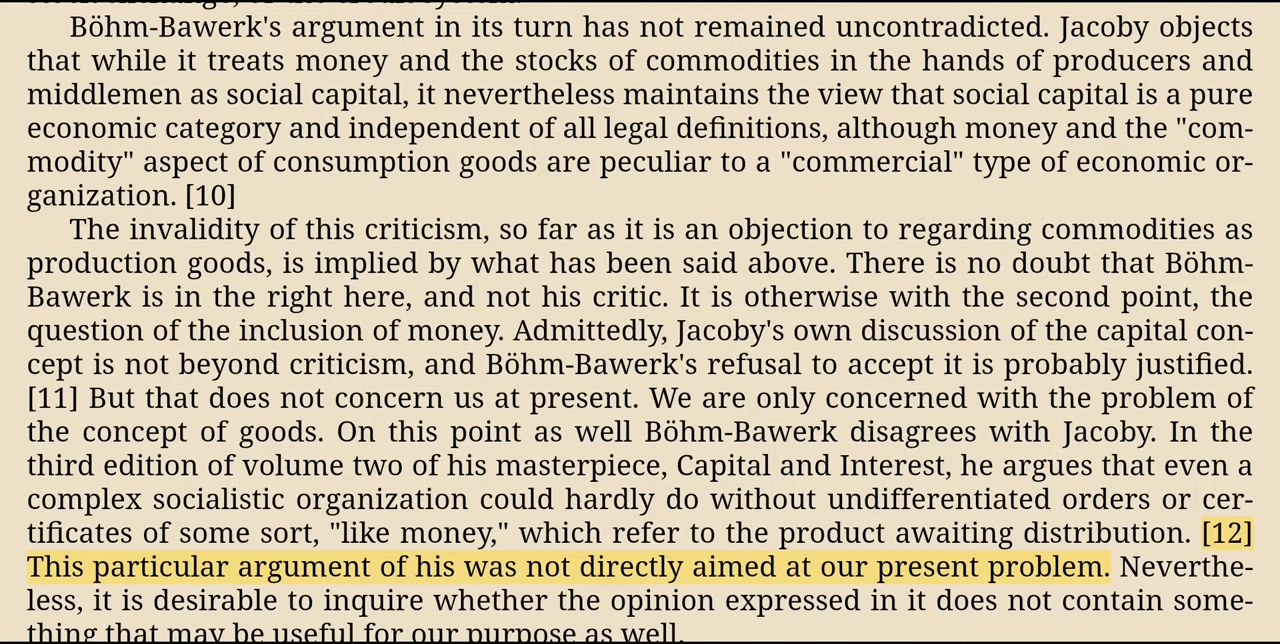 Böhm-Bawerk's argument in its turn has not remained uncontradicted. Jacoby objects
that while it treats money and the stocks of commodities in the hands of producers and
middlemen as social capital, it nevertheless maintains the view that social capital is a pure
economic category and independent of all legal definitions, although money and the "com-
modity" aspect of consumption goods are peculiar to a "commercial" type of economic or-
ganization. [10]
The invalidity of this criticism, so far as it is an objection to regarding commodities as
production goods, is implied by what has been said above. There is no doubt that Böhm-
Bawerk is in the right here, and not his critic. It is otherwise with the second point, the
question of the inclusion of money. Admittedly, Jacoby's own discussion of the capital con-
cept is not beyond criticism, and Böhm-Bawerk's refusal to accept it is probably justified.
[11] But that does not concern us at present. We are only concerned with the problem of
the concept of goods. On this point as well Böhm-Bawerk disagrees with Jacoby. In the
third edition of volume two of his masterpiece, Capital and Interest, he argues that even a
complex socialistic organization could hardly do without undifferentiated orders or cer-
tificates of some sort, "like money," which refer to the product awaiting distribution. [12]
This particular argument of his was not directly aimed at our present problem. Neverthe-
less, it is desirable to inquire whether the opinion expressed in it does not contain some-
thing that may be useful for our purpose as well.